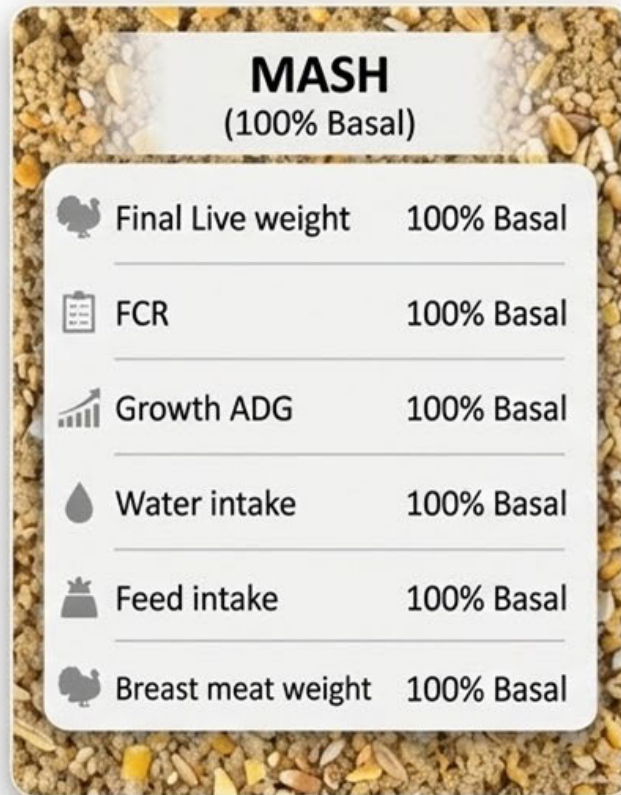 MASH
(100% Basal)
Final Live weight 100% Basal
FCR 100% Basal
Growth ADG 100% Basal
Water intake 100% Basal
Feed intake 100% Basal
Breast meat weight 100% Basal